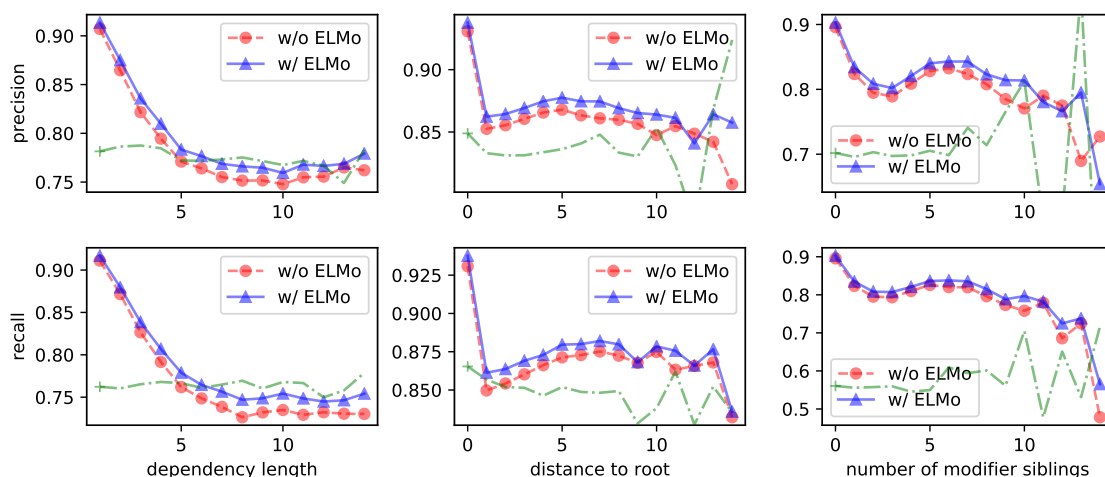 0.90
0.85
0.80
0.75
precision
5
10
w/o ELMo
w/ ELMo
0.90
0.85
0
5
10
w/o ELMo
w/ ELMo
0.9
0.8
0.7
0
5
10
w/o ELMo
w/ ELMo
0.90
0.85
0.80
0.75
recall
5
10
dependency length
w/o ELMo
w/ ELMo
0.925
0.900
0.875
0.850
0
5
10
distance to root
w/o ELMo
w/ ELMo
0.9
0.8
0.7
0.6
0.5
0
5
10
number of modifier siblings
w/o ELMo
w/ ELMo